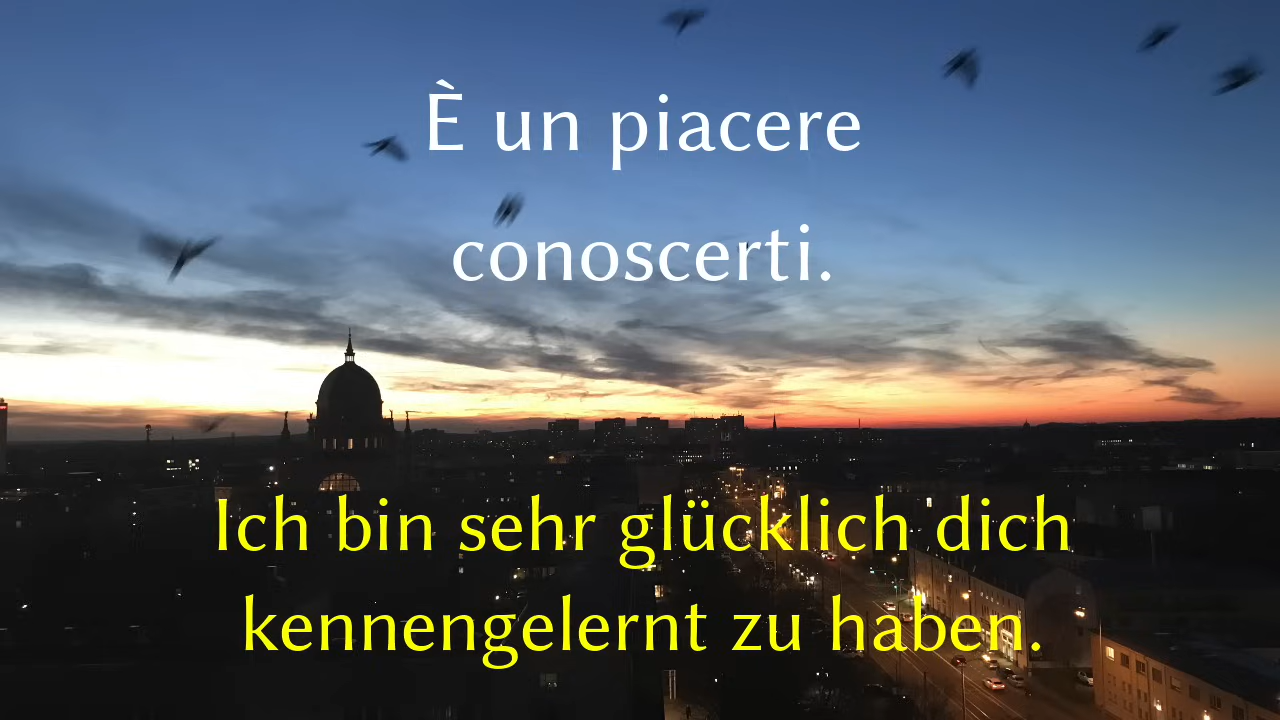 È un piacere
conoscerti.
Ich bin sehr glücklich dich
kennengelernt zu haben.